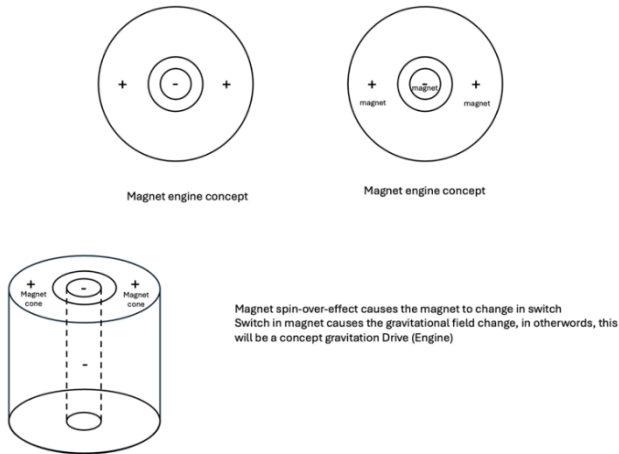 + - +
+ - +
magnet magnet magnet
Magnet engine concept
Magnet engine concept
+ - +
Magnet Magnet
cone cone
-
Magnet spin-over-effect causes the magnet to change in switch
Switch in magnet causes the gravitational field change, in otherwords, this
will be a concept gravitation Drive (Engine)